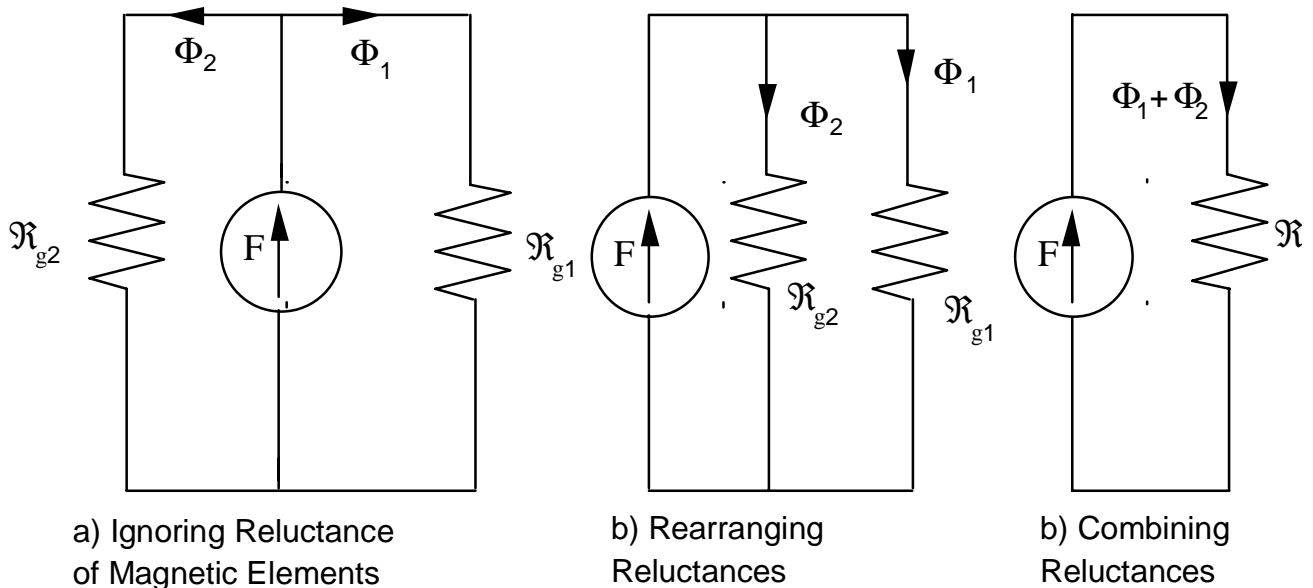 Φ2
Φ1
F
ℜg2
ℜg1
a) Ignoring Reluctance
of Magnetic Elements
Φ1
Φ2
F
ℜg2
ℜg1
b) Rearranging
Reluctances
Φ1+ Φ2
F
ℜ
b) Combining
Reluctances